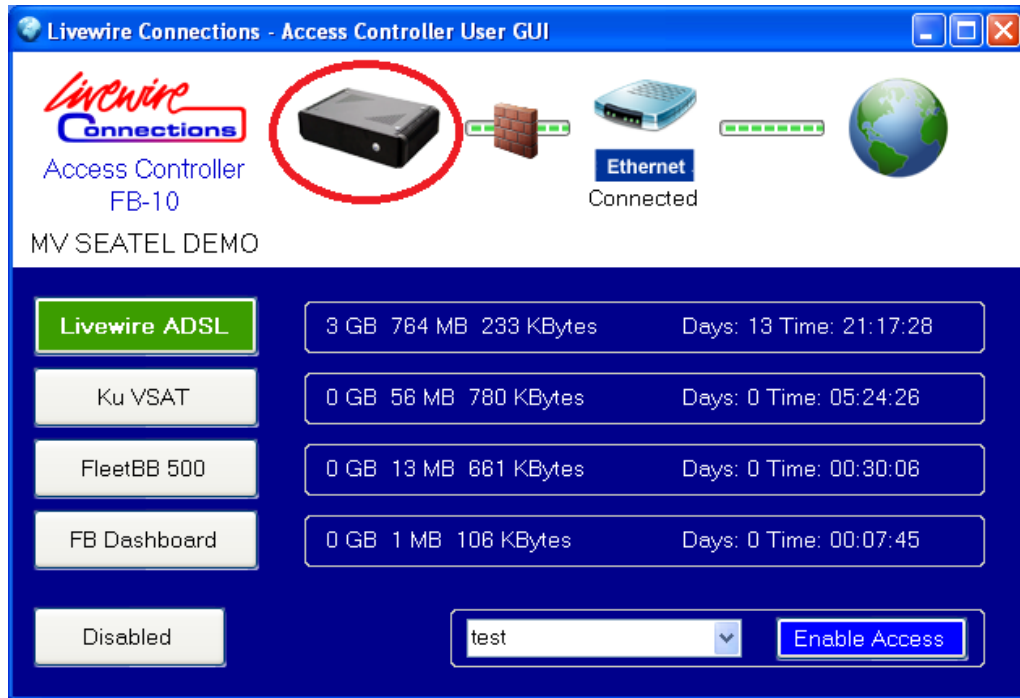 Livewire Connections - Access Controller User GUI
Livewire
Connections
Access Controller
FB-10
MV SEATEL DEMO
Ethernet
Connected
Livewire ADSL
3 GB 764 MB 233 KBytes Days: 13 Time: 21:17:28
Ku VSAT
0 GB 56 MB 780 KBytes Days: 0 Time: 05:24:26
FleetBB 500
0 GB 13 MB 661 KBytes Days: 0 Time: 00:30:06
FB Dashboard
0 GB 1 MB 106 KBytes Days: 0 Time: 00:07:45
Disabled
test
Enable Access